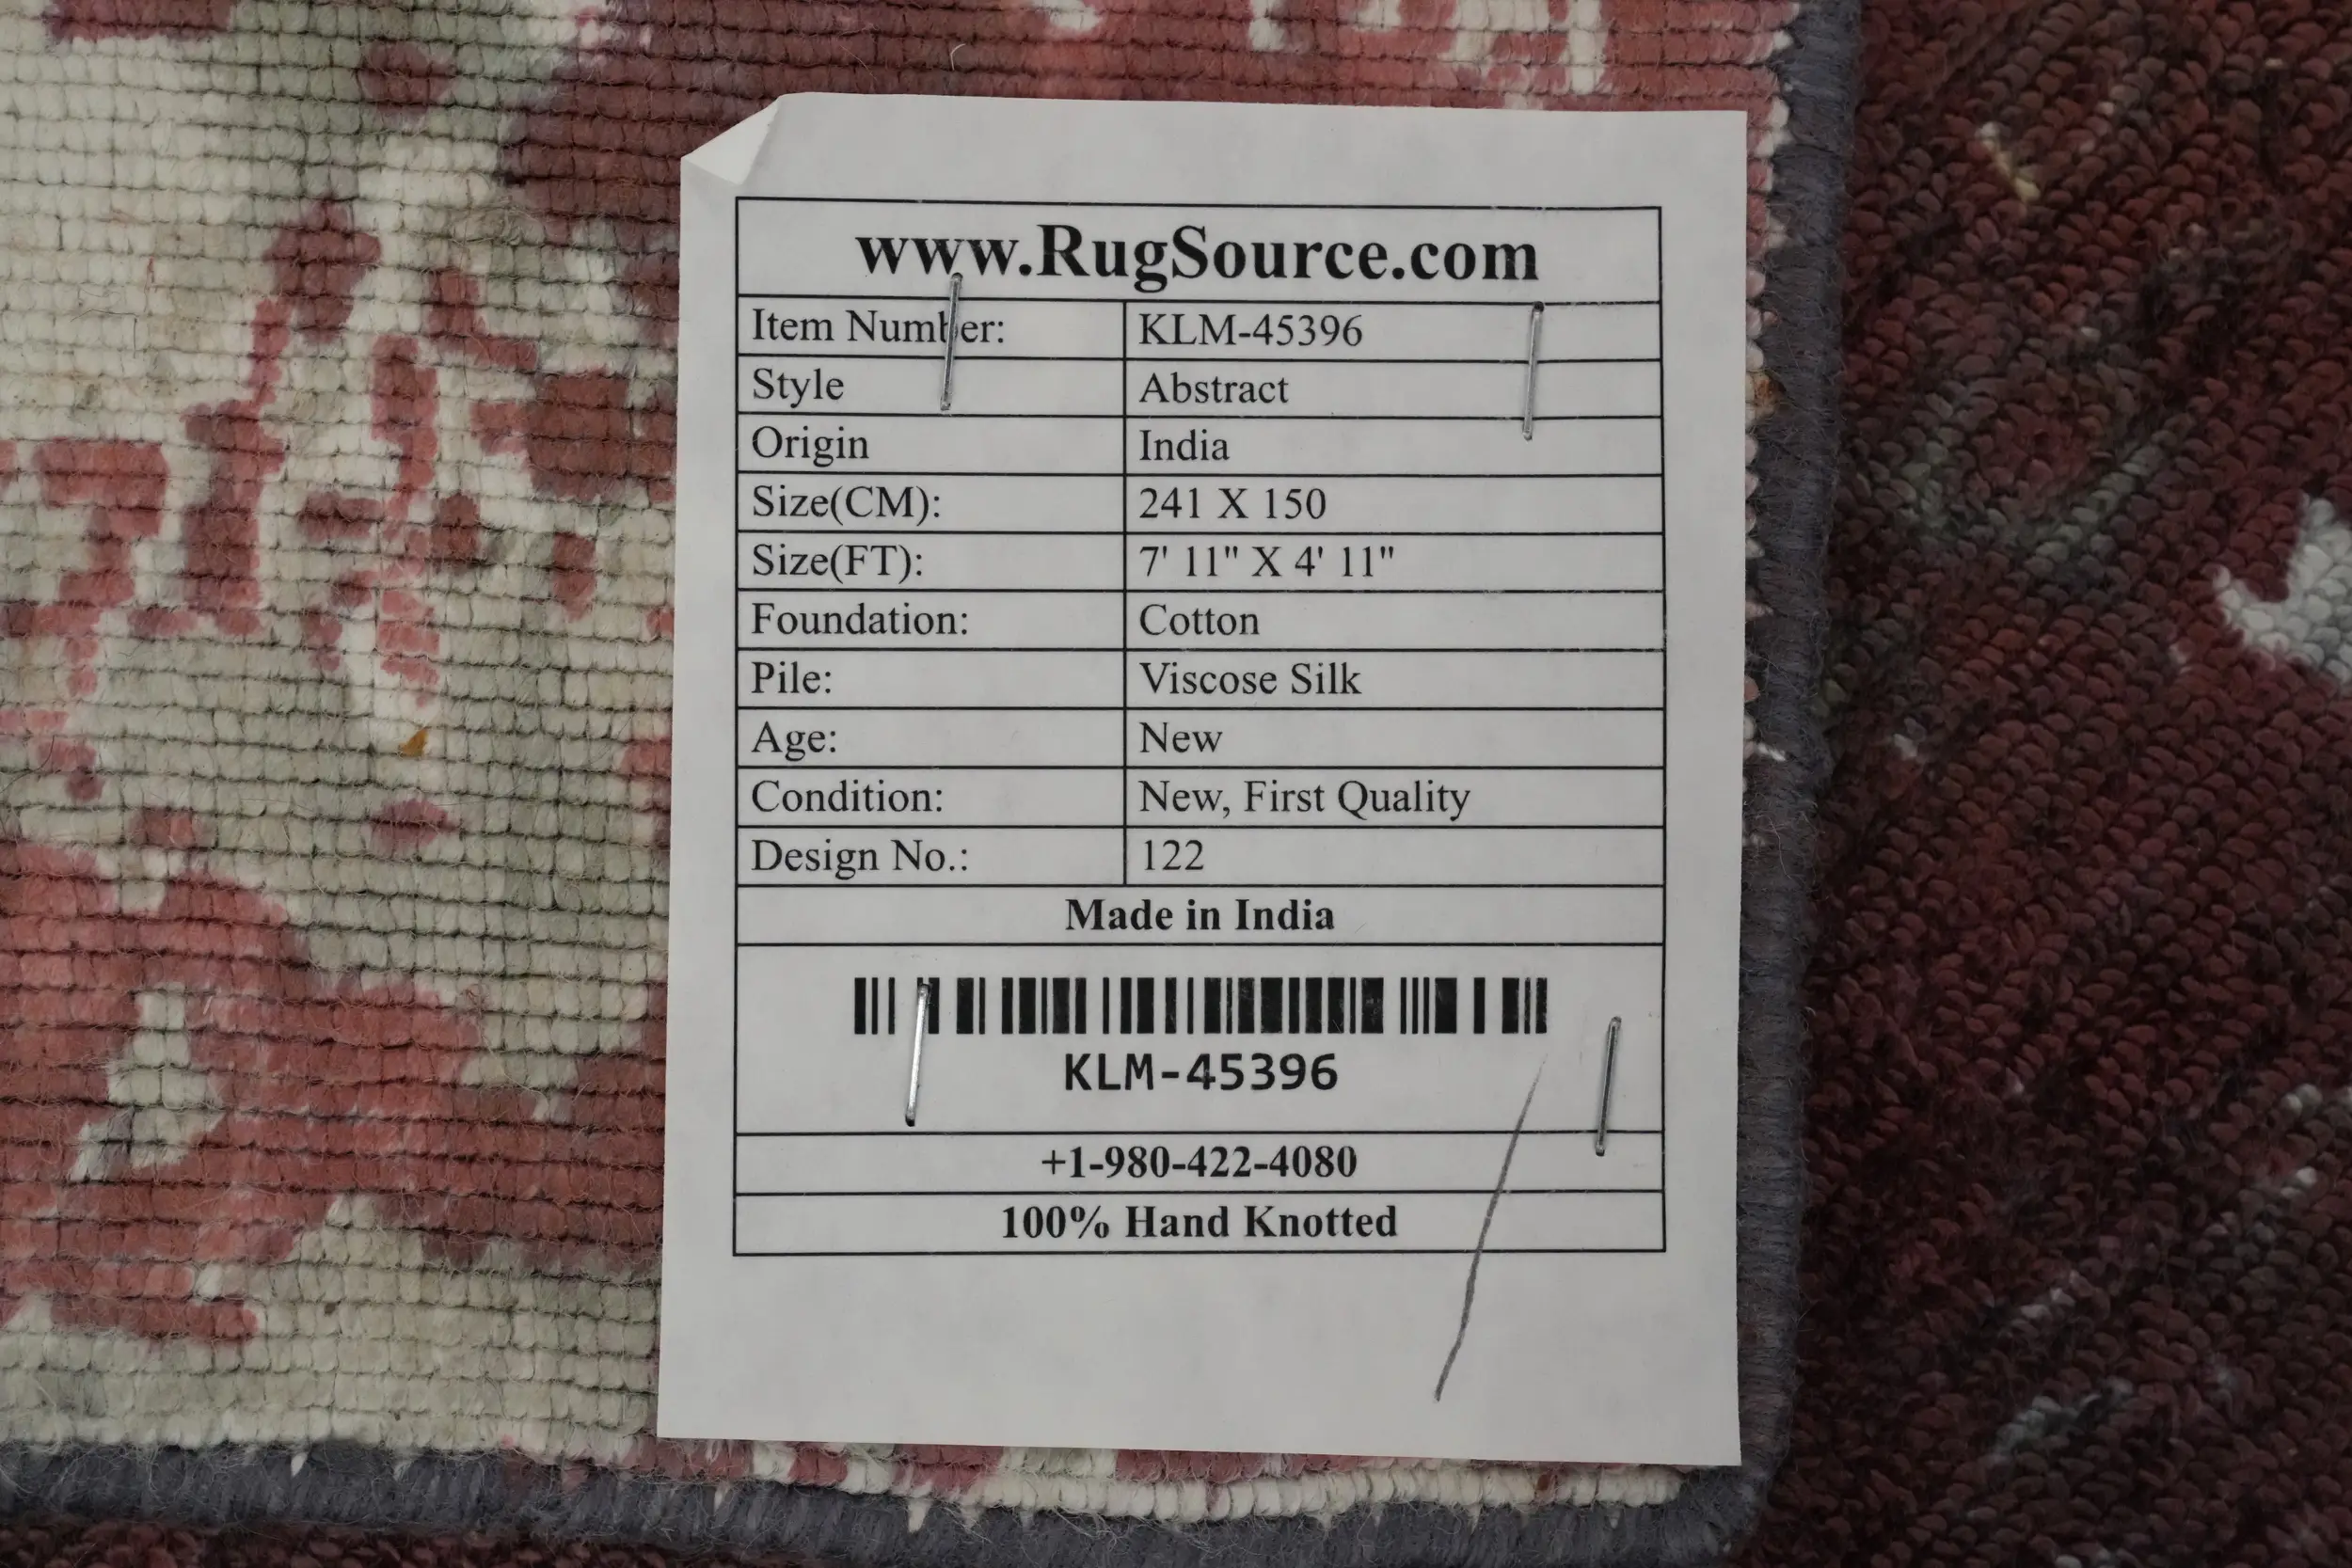 www.RugSource.com
Item Number: KLM-45396
Style Abstract
Origin India
Size(CM): 241 X 150
Size(FT): 7' 11" X 4' 11"
Foundation: Cotton
Pile: Viscose Silk
Age: New
Condition: New, First Quality
Design No.: 122
Made in India
KLM-45396
+1-980-422-4080
100% Hand Knotted